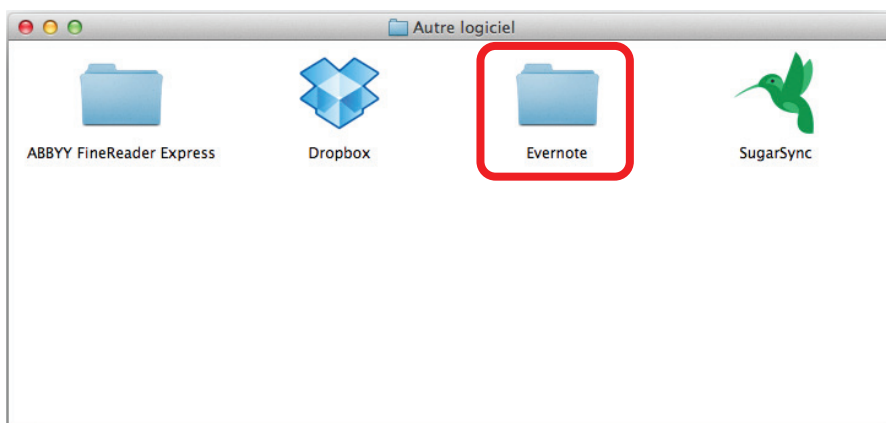 Autre logiciel
ABBYY FineReader Express
Dropbox
Evernote
SugarSync